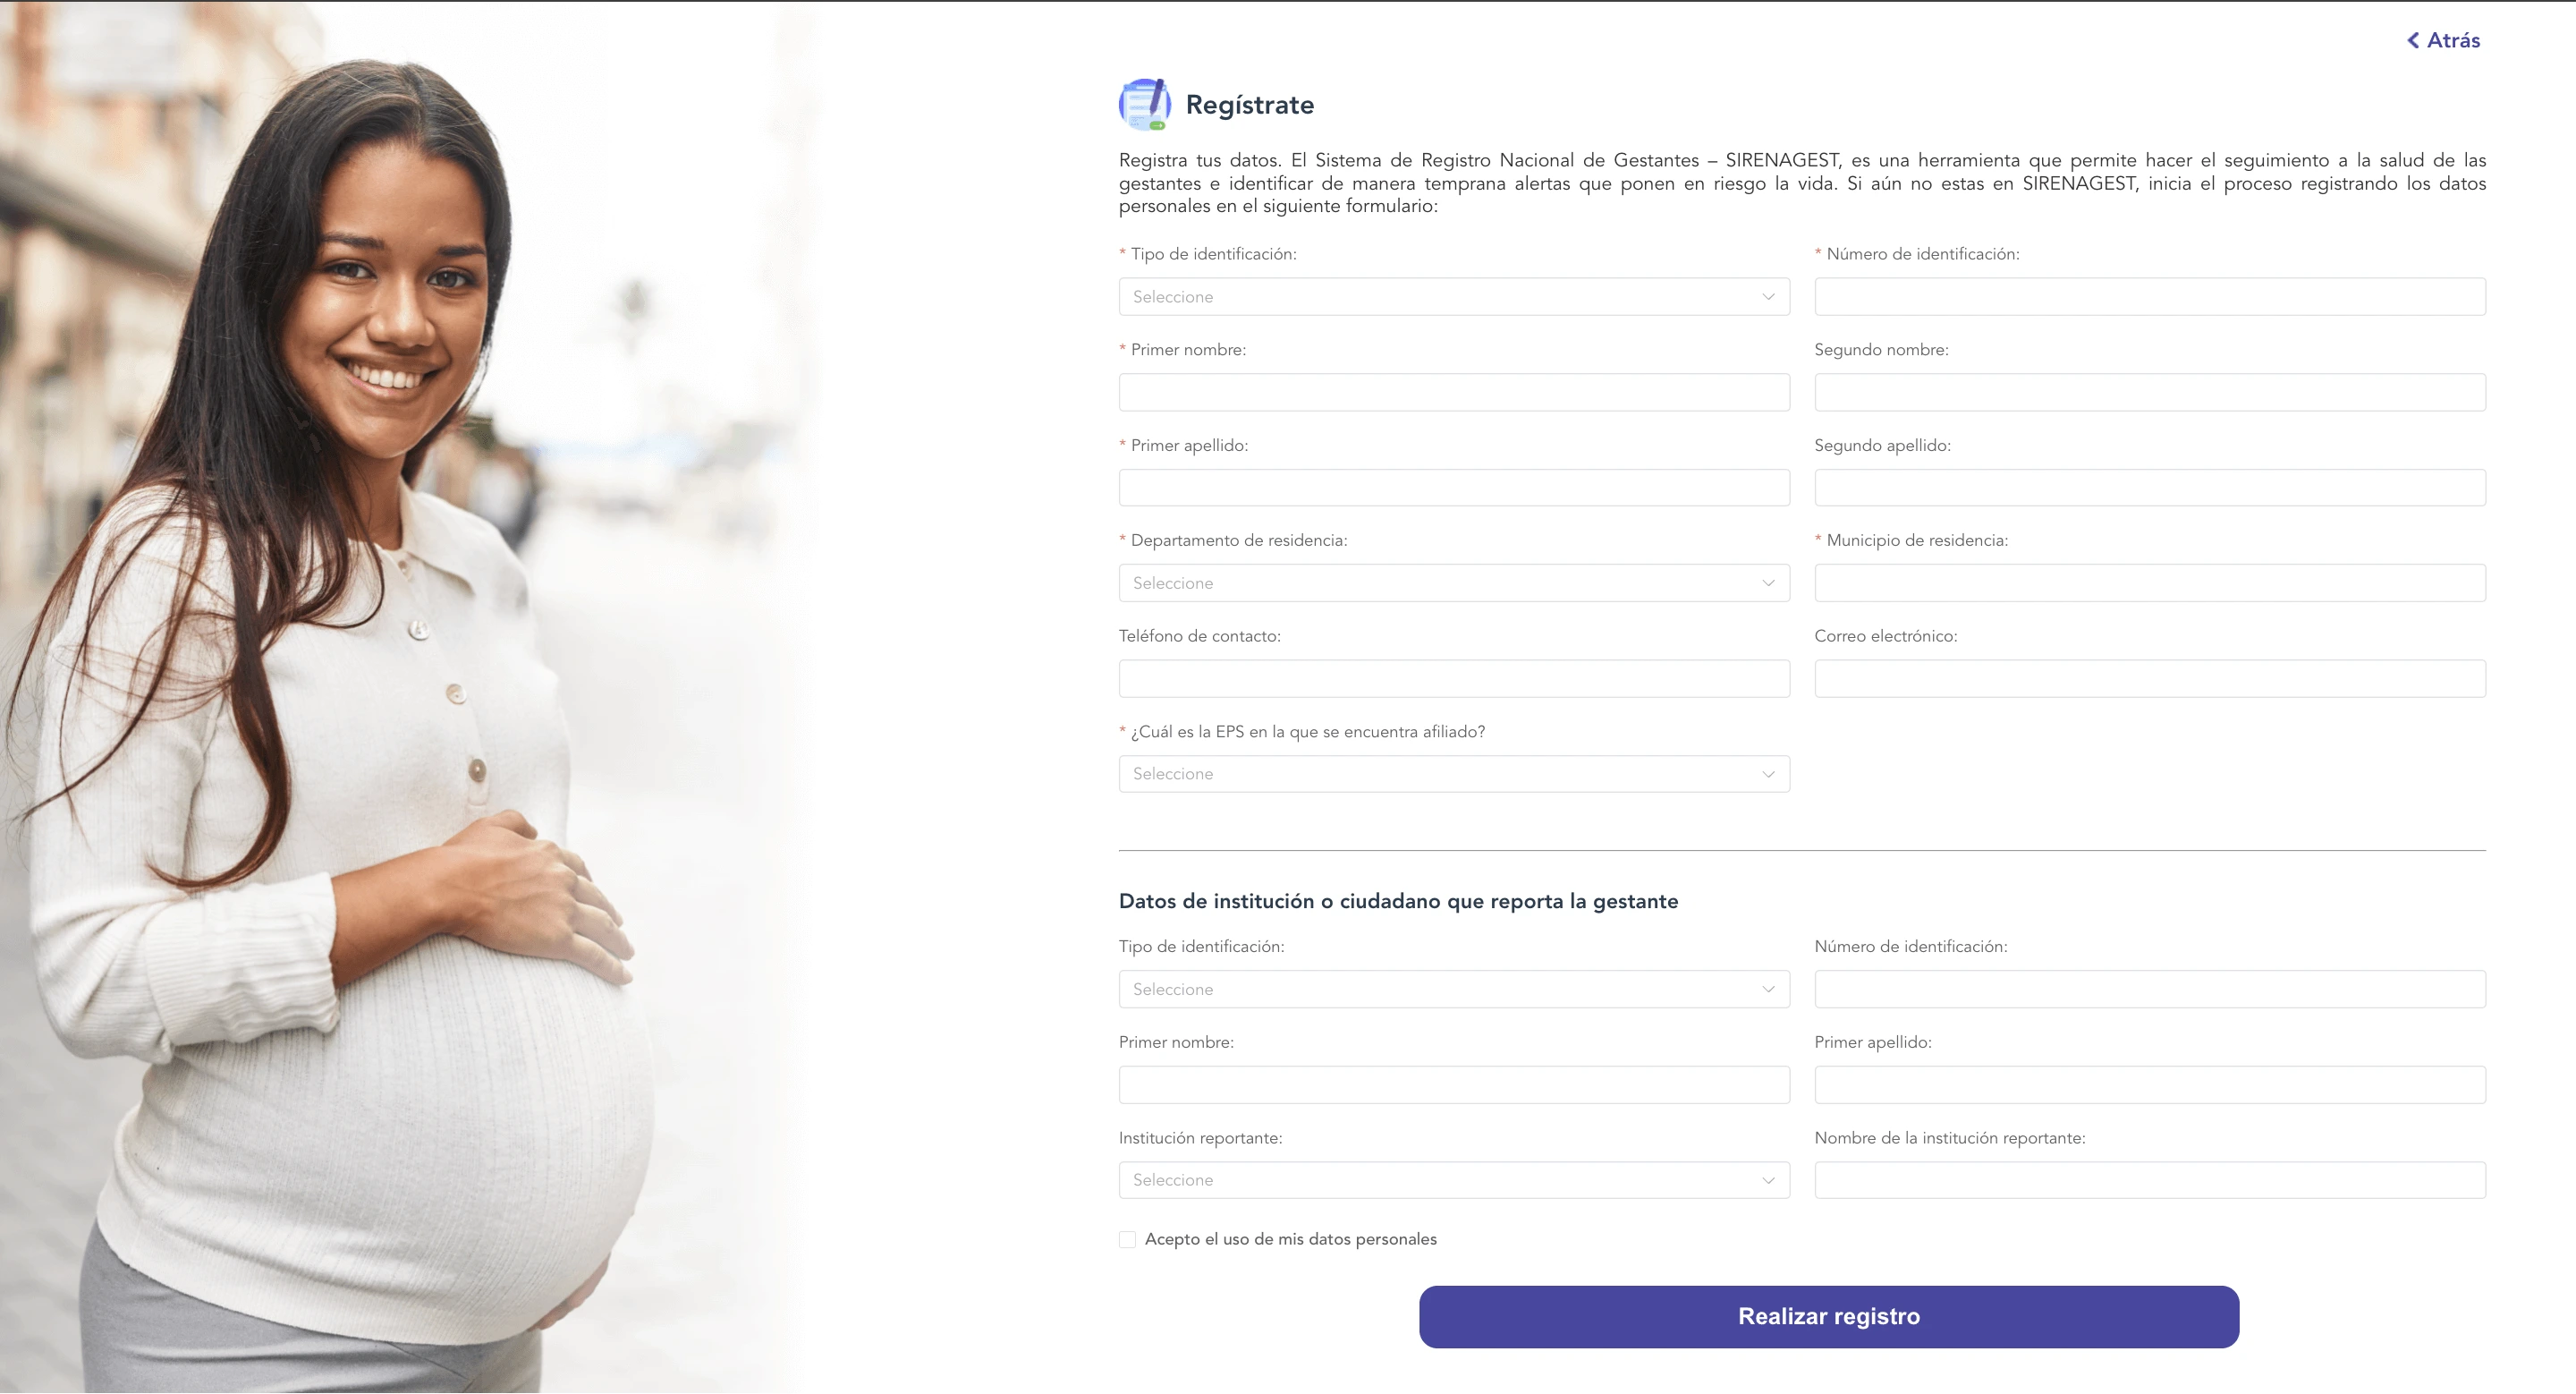 Atrás
Regístrate
Registra tus datos. El Sistema de Registro Nacional de Gestantes – SIRENAGEST, es una herramienta que permite hacer el seguimiento a la salud de las
gestantes e identificar de manera temprana alertas que ponen en riesgo la vida. Si aún no estas en SIRENAGEST, inicia el proceso registrando los datos
personales en el siguiente formulario:
* Tipo de identificación:
Seleccione
* Número de identificación:
* Primer nombre:
Segundo nombre:
* Primer apellido:
Segundo apellido:
* Departamento de residencia:
Seleccione
* Municipio de residencia:
Teléfono de contacto:
Correo electrónico:
* ¿Cuál es la EPS en la que se encuentra afiliado?
Seleccione
Datos de institución o ciudadano que reporta la gestante
Tipo de identificación:
Seleccione
Número de identificación:
Primer nombre:
Primer apellido:
Institución reportante:
Seleccione
Nombre de la institución reportante:
Acepto el uso de mis datos personales
Realizar registro